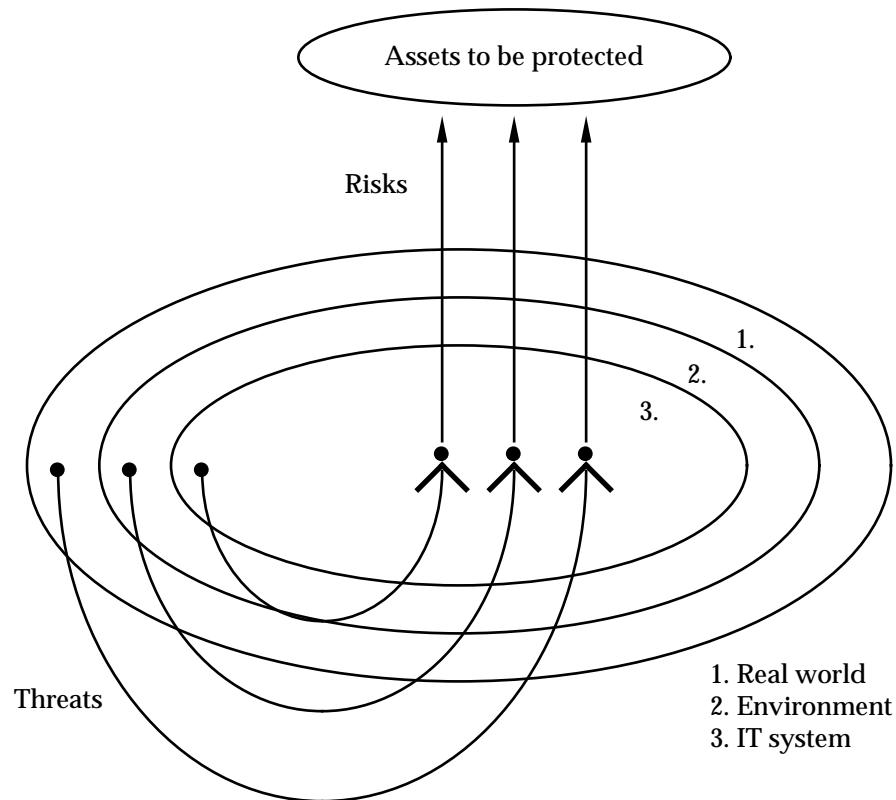 Assets to be protected
Risks
1.
2.
3.
Threats
1. Real world
2. Environment
3. IT system